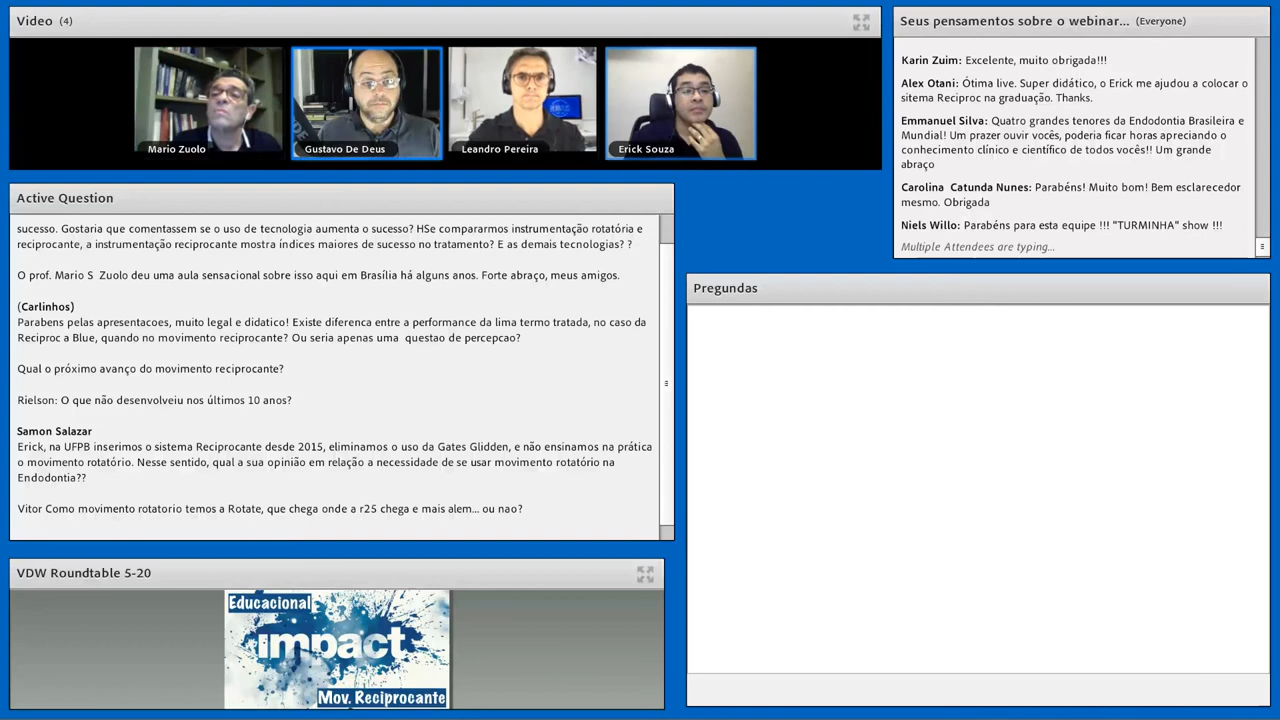 Video (4)
Mario Zuolo
Gustavo De Deus
Leandro Pereira
Erick Souza
Seus pensamentos sobre o webinar... (Everyone)
Karin Zuim: Excelente, muito obrigada!!!
Alex Otani: Ótima live. Super didático, o Erick me ajudou a colocar o
sitema Reciproc na graduação. Thanks.
Emmanuel Silva: Quatro grandes tenores da Endodontia Brasileira e
Mundial! Um prazer ouvir vocês, poderia ficar horas apreciando o
conhecimento clínico e científico de todos vocês!! Um grande
abraço
Carolina Catunda Nunes: Parabéns! Muito bom! Bem esclarecedor
mesmo. Obrigada
Niels Willo: Parabéns para esta equipe !!! "TURMINHA" show !!!
Multiple Attendees are typing...
Active Question
sucesso. Gostaria que comentassem se o uso de tecnologia aumenta o sucesso? HSe compararmos instrumentação rotatória e
reciprocante, a instrumentação reciprocante mostra índices maiores de sucesso no tratamento? E as demais tecnologias? ?
O prof. Mario S Zuolo deu uma aula sensacional sobre isso aqui em Brasília há alguns anos. Forte abraço, meus amigos.
(Carlinhos)
Parabens pelas apresentacoes, muito legal e didatico! Existe diferenca entre a performance da lima termo tratada, no caso da
Reciproc a Blue, quando no movimento reciprocante? Ou seria apenas uma questao de percepcao?
Qual o próximo avanço do movimento reciprocante?
Rielson: O que não desenvolveiu nos últimos 10 anos?
Samon Salazar
Erick, na UFPB inserimos o sistema Reciprocante desde 2015, eliminamos o uso da Gates Glidden, e não ensinamos na prática
o movimento rotatório. Nesse sentido, qual a sua opinião em relação a necessidade de se usar movimento rotatório na
Endodontia??
Vitor Como movimento rotatorio temos a Rotate, que chega onde a r25 chega e mais alem... ou nao?
Pregundas
VDW Roundtable 5-20
Educacional
impact
Mov. Reciprocante